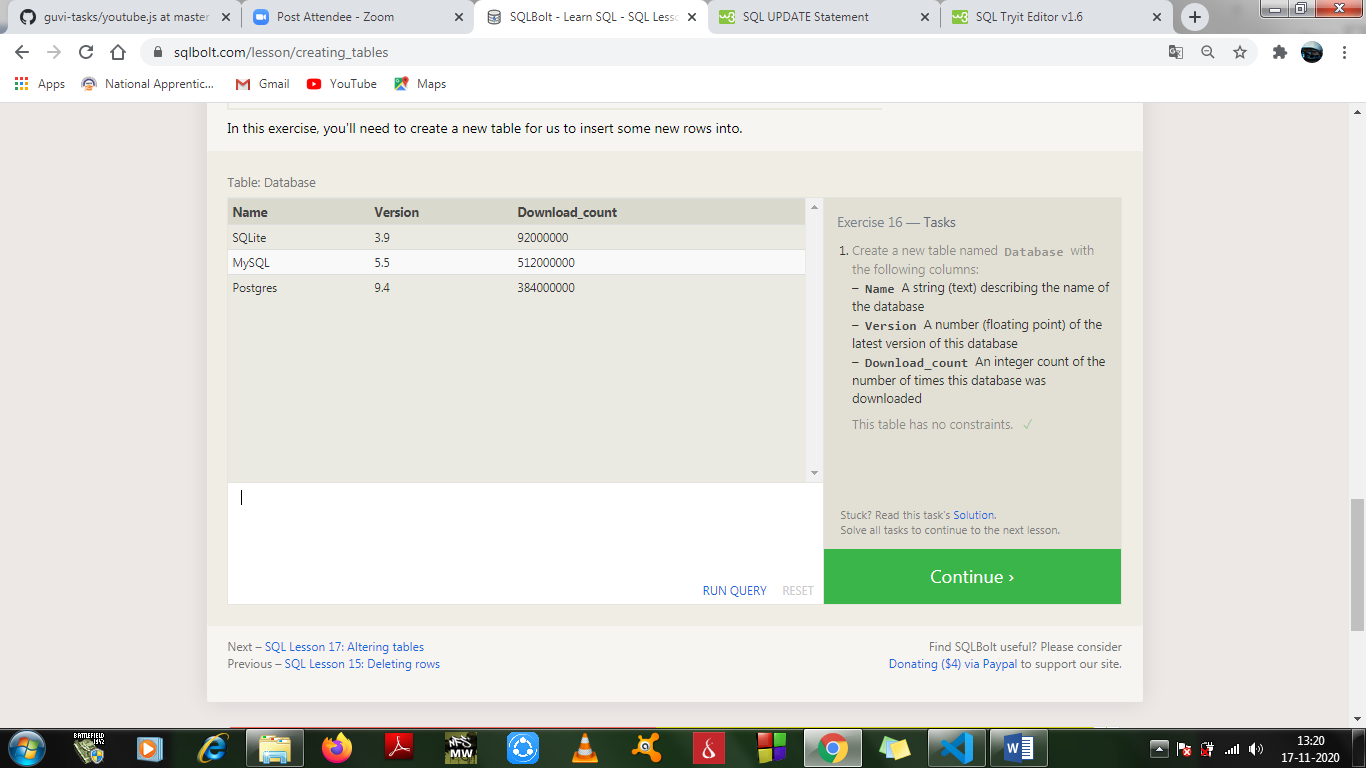 guvi-tasks/youtube.js at master
Post Attendee - Zoom
SQLBolt - Learn SQL - SQL Less
SQL UPDATE Statement
SQL Tryit Editor v1.6
sqlbolt.com/lesson/creating_tables
Apps
National Apprentic...
Gmail
YouTube
Maps
In this exercise, you'll need to create a new table for us to insert some new rows into.
Table: Database
Name Version Download_count
SQLite 3.9 92000000
MySQL 5.5 512000000
Postgres 9.4 384000000
RUN QUERY RESET
Exercise 16 — Tasks
1. Create a new table named Database with
the following columns:
– Name A string (text) describing the name of
the database
– Version A number (floating point) of the
latest version of this database
– Download_count An integer count of the
number of times this database was
downloaded
This table has no constraints. ✓
Stuck? Read this task's Solution.
Solve all tasks to continue to the next lesson.
Continue ›
Next – SQL Lesson 17: Altering tables
Previous – SQL Lesson 15: Deleting rows
Find SQLBolt useful? Please consider
Donating ($4) via Paypal to support our site.
BATTLEFIELD
1942
NFS
MW
13:20
17-11-2020